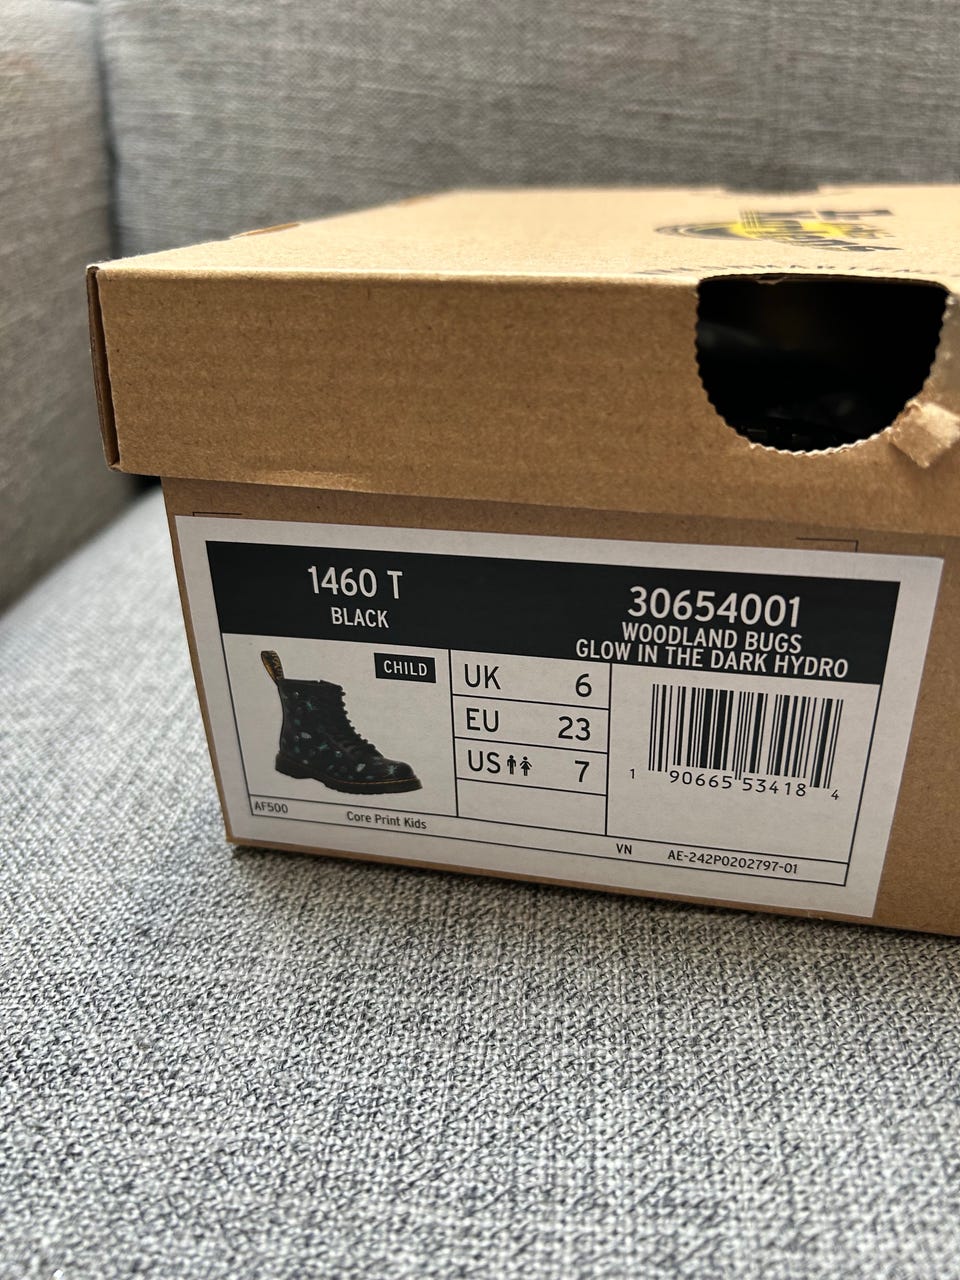 1460 T
BLACK
30654001
WOODLAND BUGS
GLOW IN THE DARK HYDRO
CHILD
UK 6
EU 23
US 7
1 90665 53418 4
AF500
Core Print Kids
VN
AE-242P0202797-01